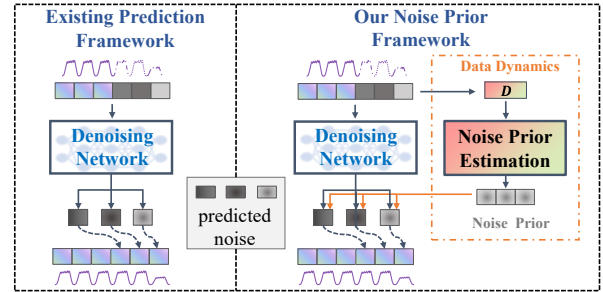 Existing Prediction
Framework
Denoising
Network
predicted
noise
Our Noise Prior
Framework
Data Dynamics
D
Denoising
Network
Noise Prior
Estimation
Noise Prior